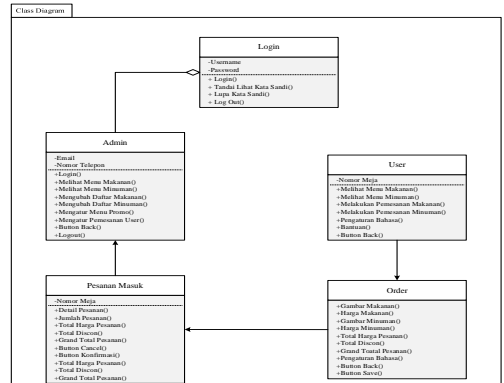 Class Diagram
Login
-Username
-Password
+ Login()
+ Tandai Lihat Kata Sandi()
+ Lupa Kata Sandi()
+ Log Out()
Admin
-Email
-Nomor Telepon
+Login()
+Melihat Menu Makanan()
+Melihat Menu Minuman()
+Mengubah Daftar Makanan()
+Mengubah Daftar Minuman()
+Mengatur Menu Promo()
+Mengatur Pemesanan User()
+Button Back()
+Logout()
User
-Nomor Meja
+Melihat Menu Makanan()
+Melihat Menu Minuman()
+Melakukan Pemesanan Makanan()
+Melakukan Pemesanan Minuman()
+Pengaturan Bahasa()
+Bantuan()
+Button Back()
Pesanan Masuk
-Nomor Meja
+Detail Pesanan()
+Jumlah Pesanan()
+Total Harga Pesanan()
+Total Discon()
+Grand Total Pesanan()
+Button Cancel()
+Button Konfirmasi()
+Total Harga Pesanan()
+Total Discon()
+Grand Total Pesanan()
Order
+Gambar Makanan()
+Harga Makanan()
+Gambar Minuman()
+Harga Minuman()
+Total Harga Pesanan()
+Total Discon()
+Grand Toatal Pesanan()
+Pengaturan Bahasa()
+Button Back()
+Button Save()